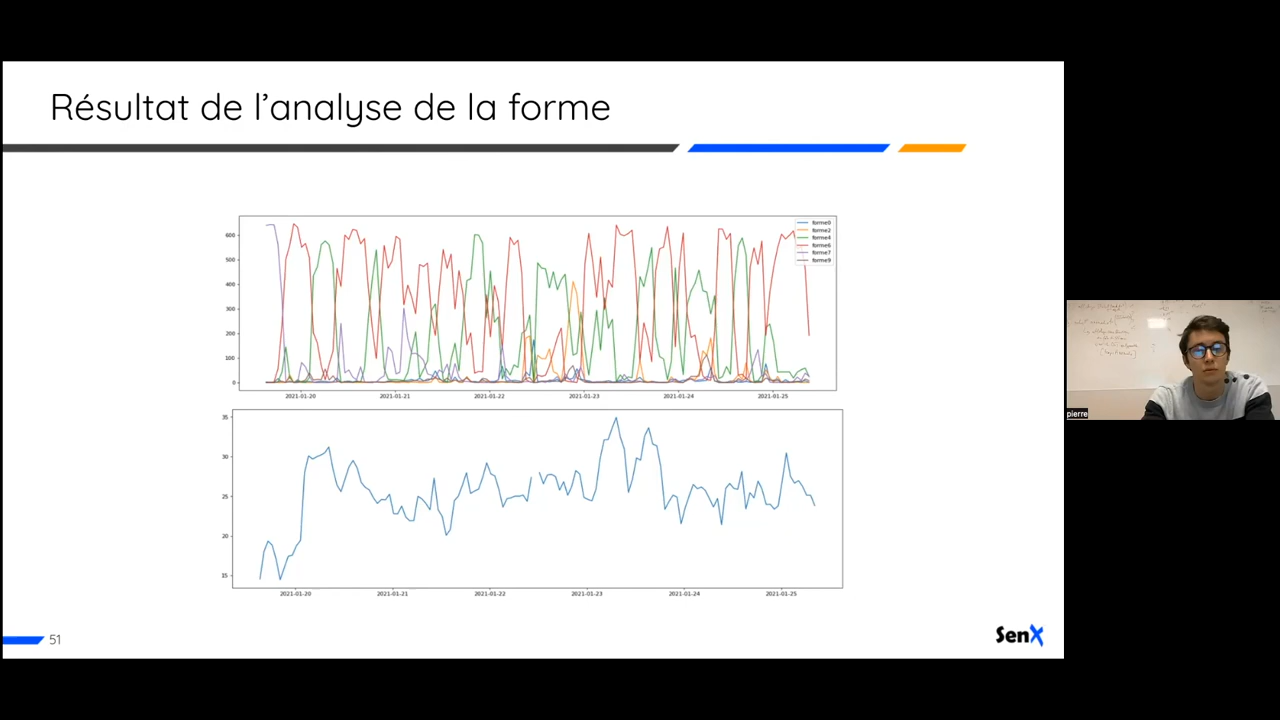 Résultat de l'analyse de la forme
forme0
forme2
forme4
forme6
forme7
forme9
600
500
400
300
200
100
0
2021-01-20 2021-01-21 2021-01-22 2021-01-23 2021-01-24 2021-01-25
35
30
25
20
15
2021-01-20 2021-01-21 2021-01-22 2021-01-23 2021-01-24 2021-01-25
51
SenX
pierre